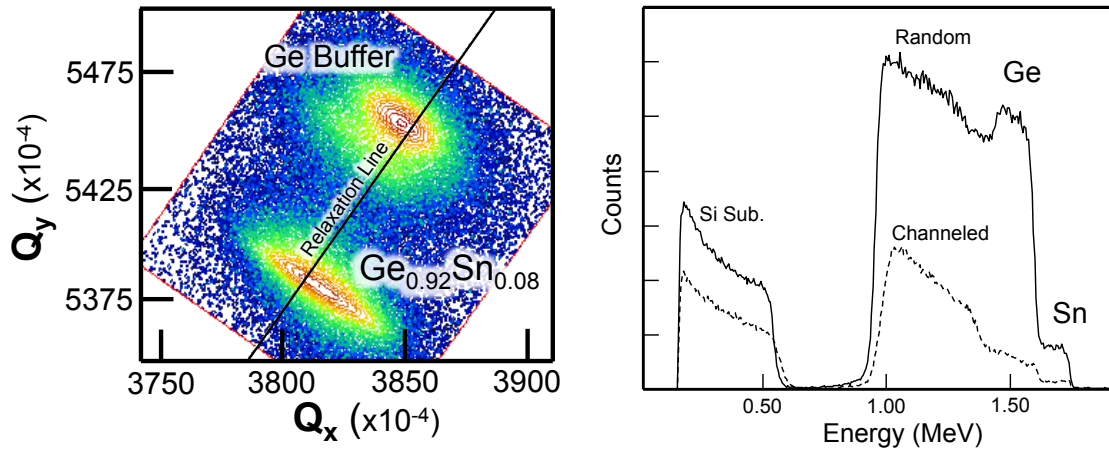 Ge Buffer
Relaxation Line
Ge0.92Sn0.08
5475
5425
5375
Qy (x10-4)
3750
3800
3850
3900
Qx (x10-4)
Random
Ge
Si Sub.
Channeled
Sn
Counts
0.50
1.00
1.50
Energy (MeV)